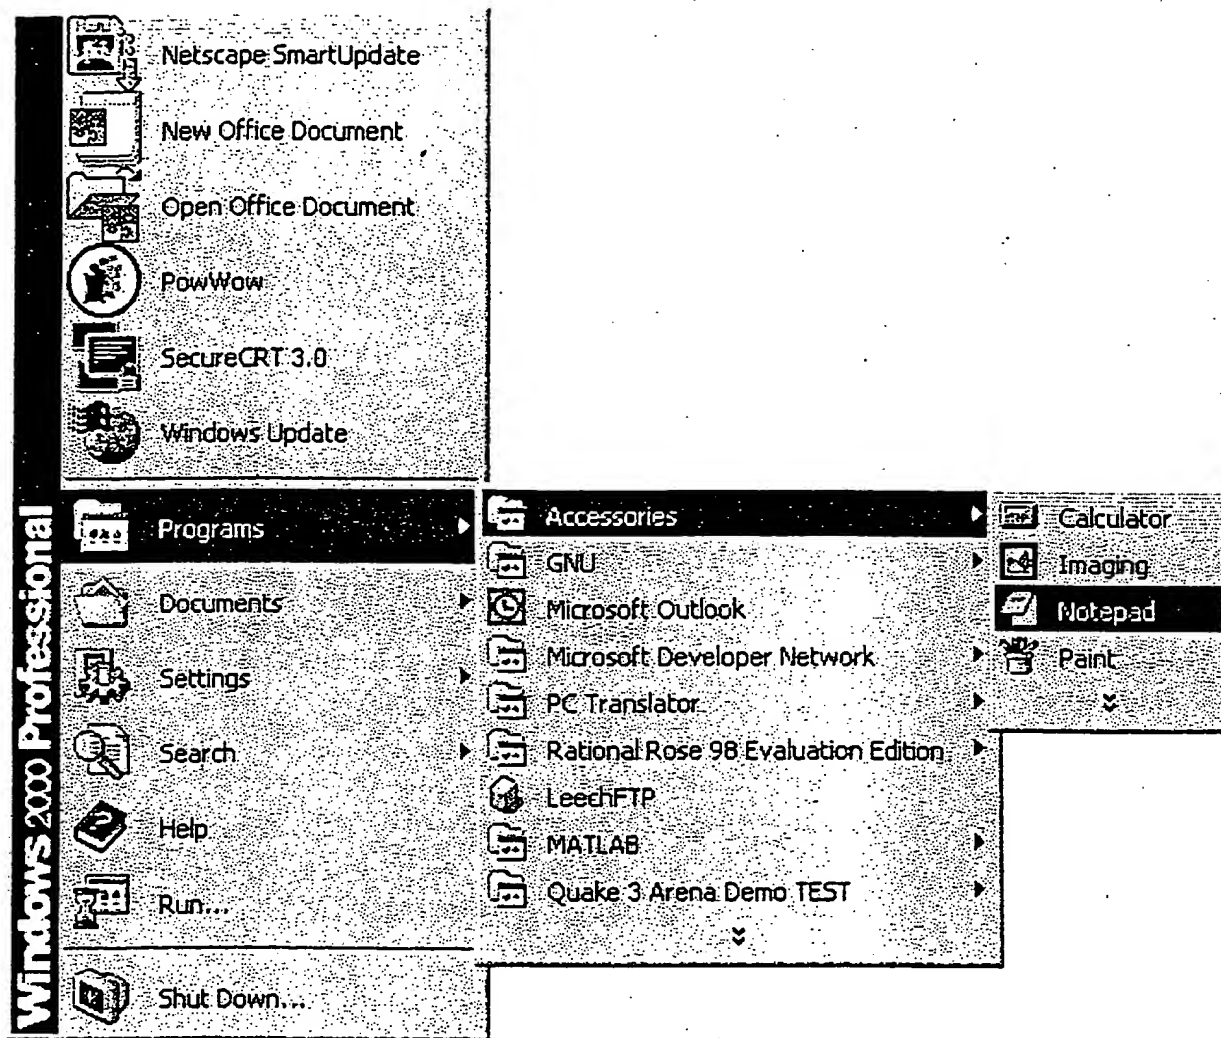 Netscape SmartUpdate
New Office Document
Open Office Document
PowWow
SecureCRT 3.0
Windows Update
Programs
Documents
Settings
Search
Help
Run...
Shut Down...
Windows 2000 Professional
Accessories
GNU
Microsoft Outlook
Microsoft Developer Network
PC Translator
Rational Rose 98 Evaluation Edition
LeechFTP
MATLAB
Quake 3 Arena Demo TEST
Calculator
Imaging
Notepad
Paint